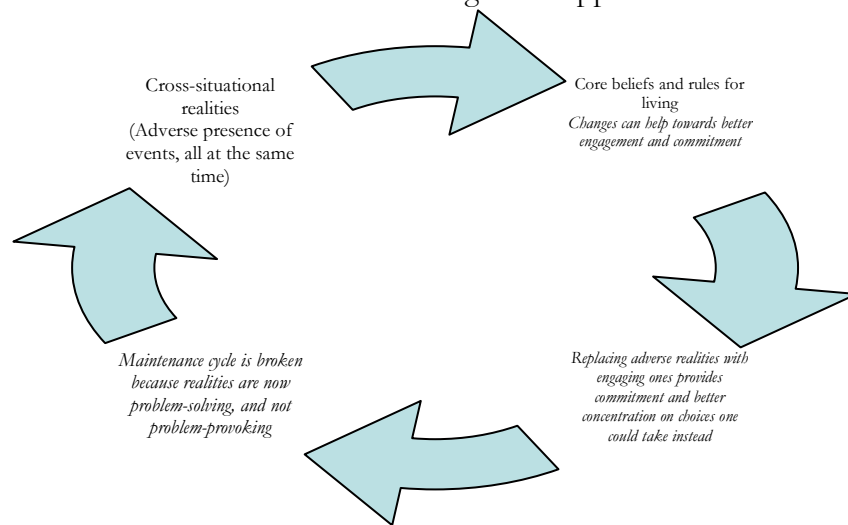 Cross-situational
realities
(Adverse presence of
events, all at the same
time)
Core beliefs and rules for
living
Changes can help towards better
engagement and commitment
Replacing adverse realities with
engaging ones provides
commitment and better
concentration on choices one
could take instead
Maintenance cycle is broken
because realities are now
problem-solving, and not
problem-provoking